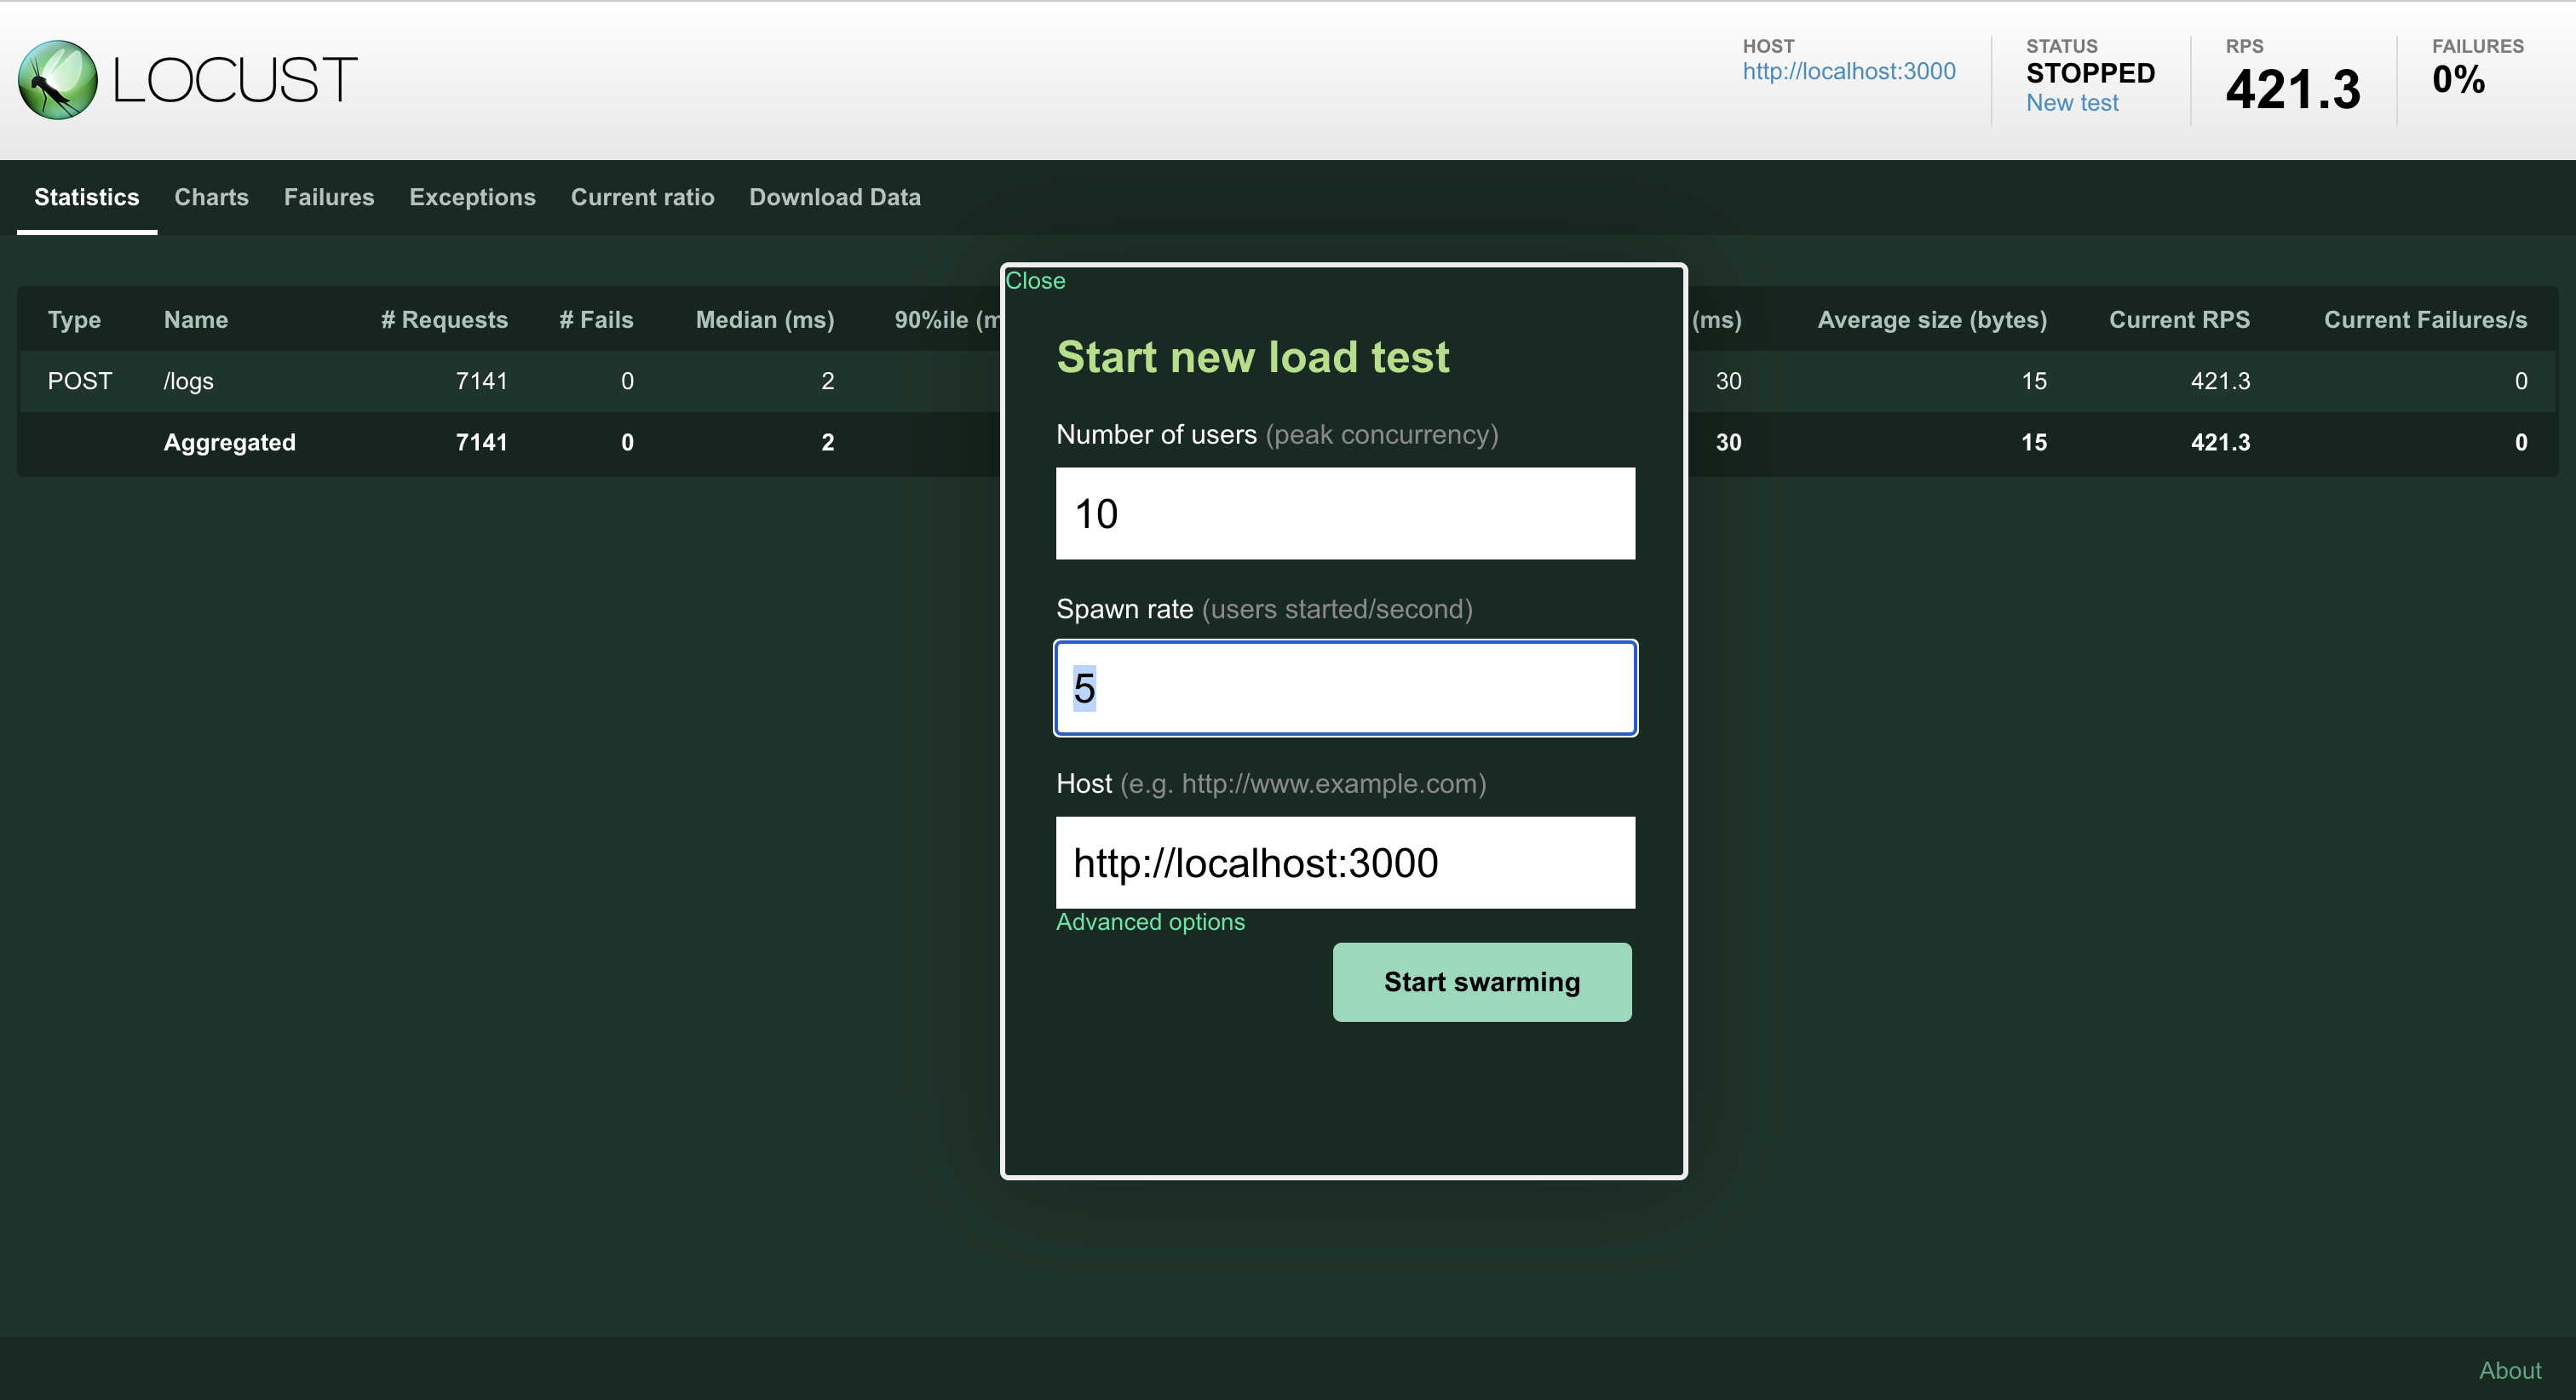 LOCUST
HOST
http://localhost:3000
STATUS
STOPPED
New test
RPS
421.3
FAILURES
0%
Statistics Charts Failures Exceptions Current ratio Download Data
Type Name # Requests # Fails Median (ms) 90%ile (m (ms) Average size (bytes) Current RPS Current Failures/s
POST /logs 7141 0 2 30 15 421.3 0
Aggregated 7141 0 2 30 15 421.3 0
Close
Start new load test
Number of users (peak concurrency)
10
Spawn rate (users started/second)
5
Host (e.g. http://www.example.com)
http://localhost:3000
Advanced options
Start swarming
About